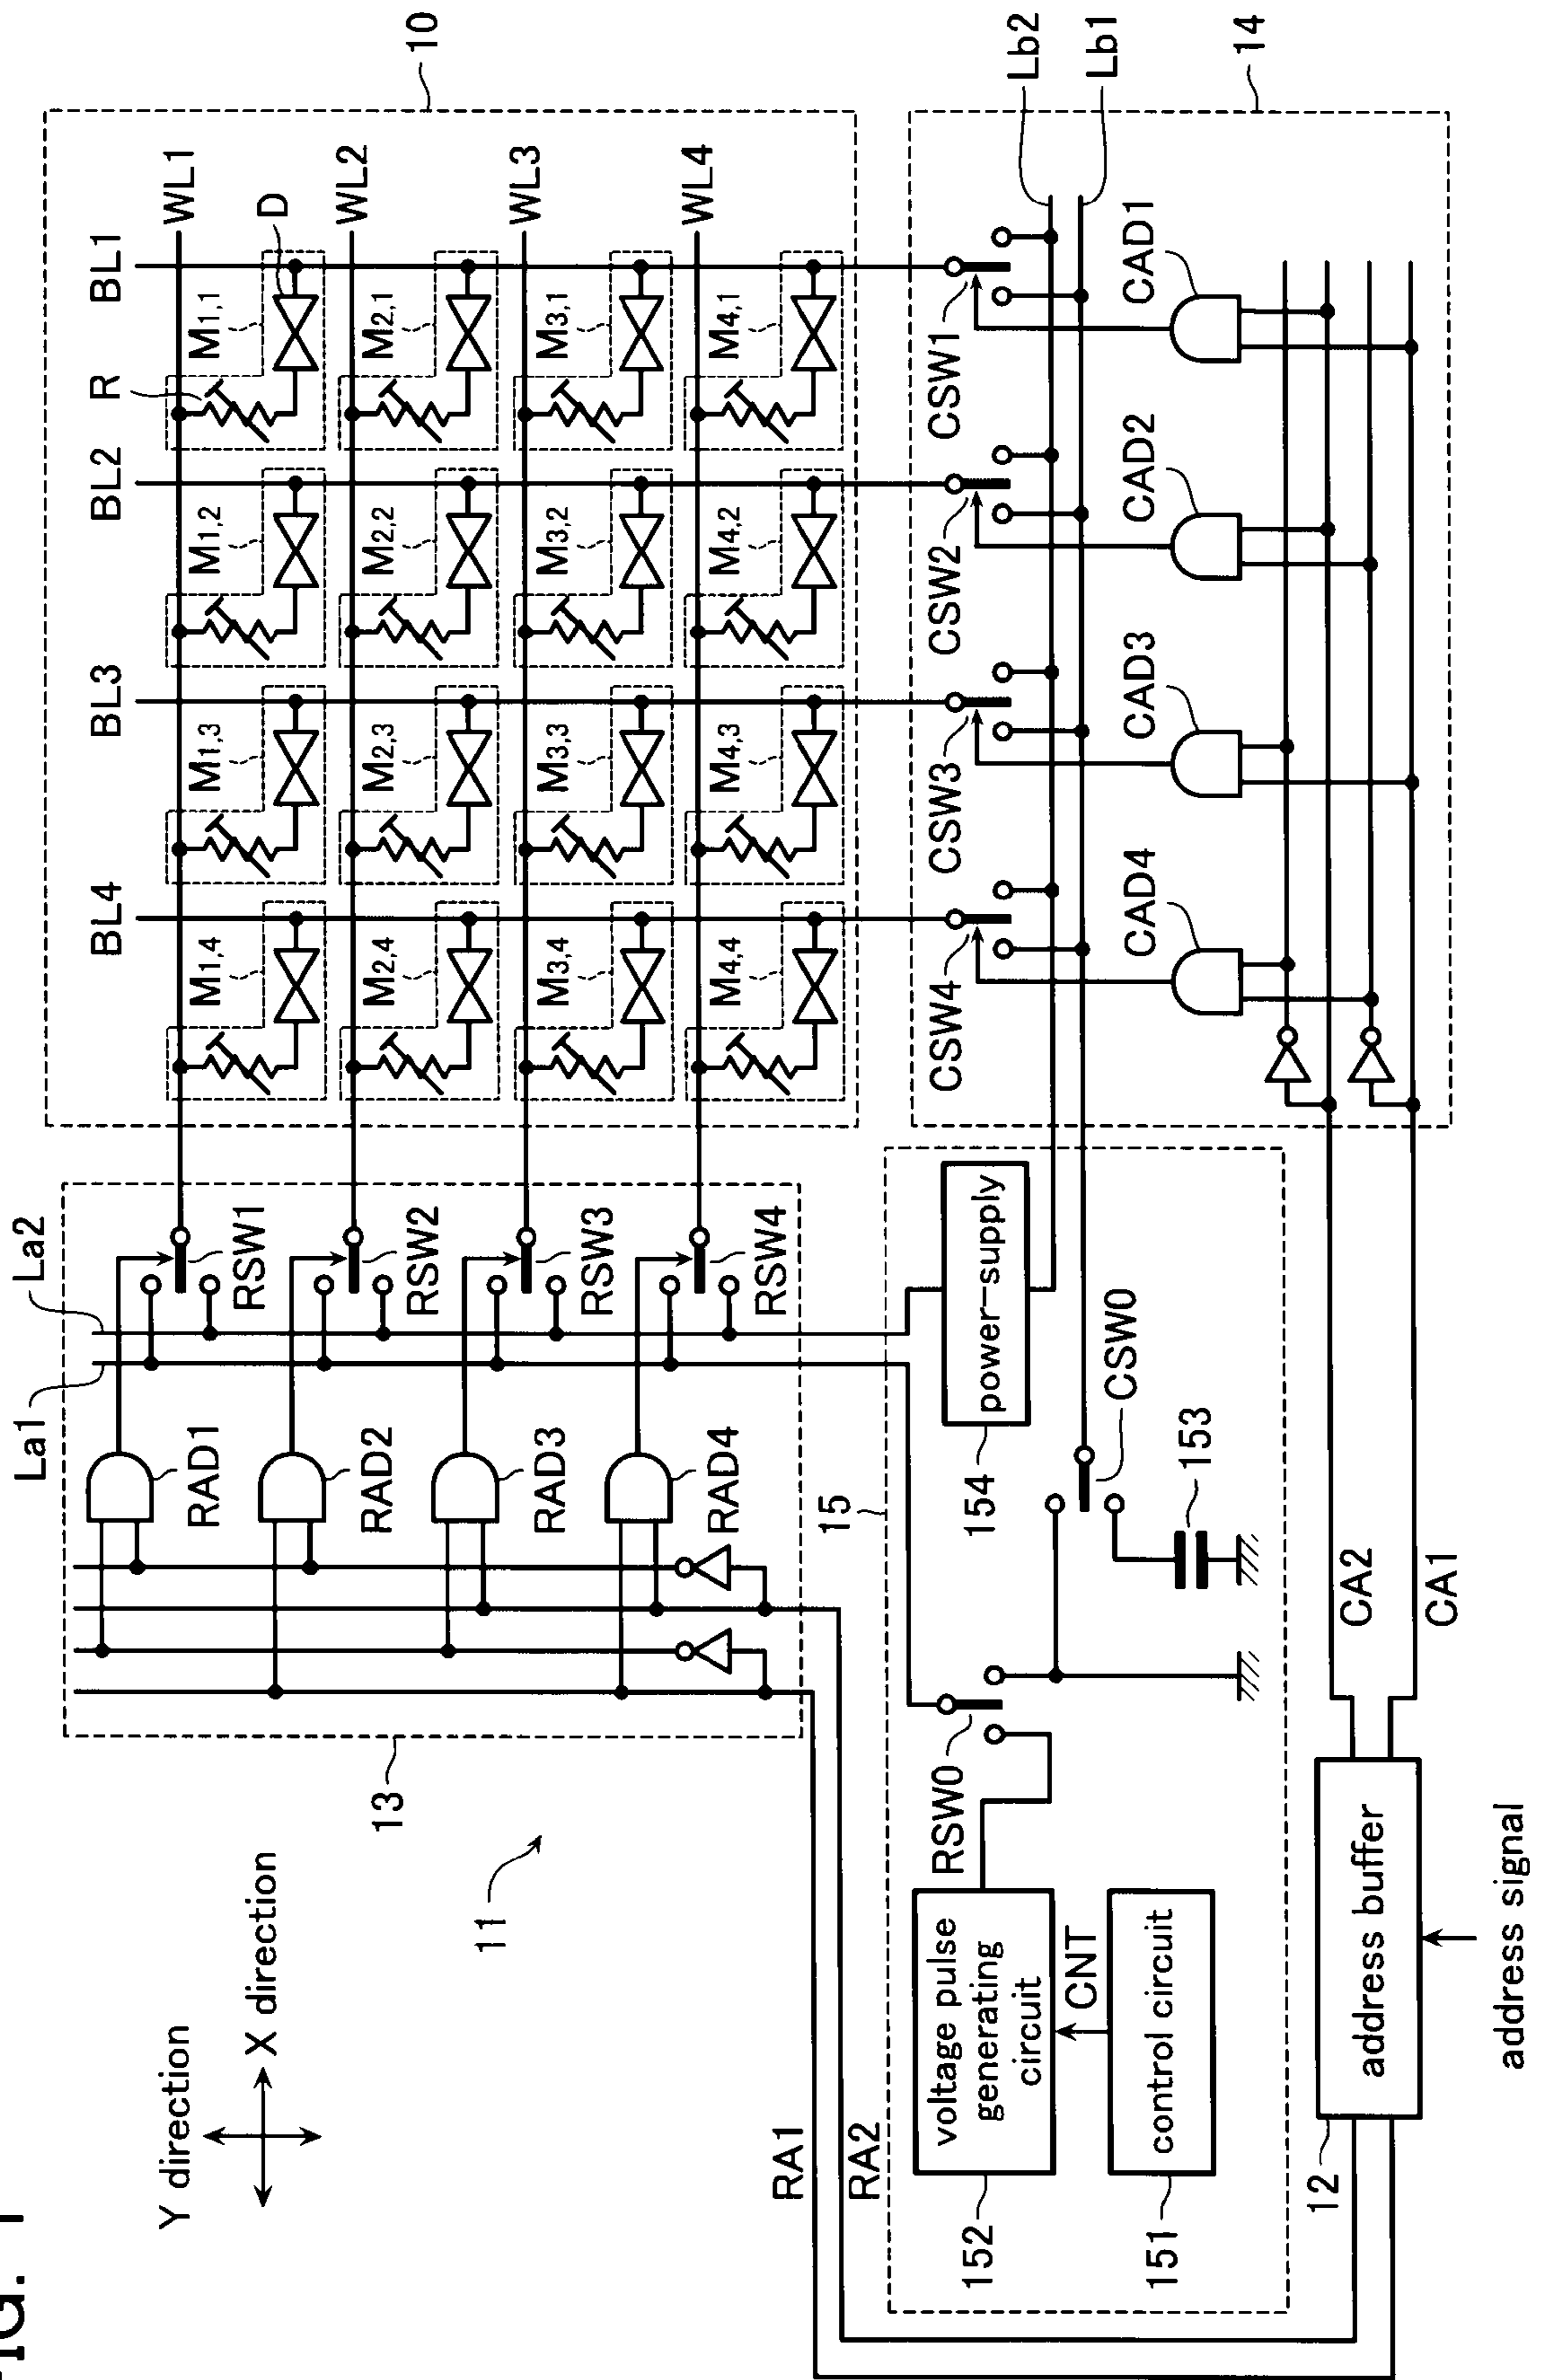 FIG. 1
Y direction
X direction
11
10
La1
La2
13
RAD1
RAD2
RAD3
RAD4
RSW1
RSW2
RSW3
RSW4
BL4
BL3
BL2
BL1
R
D
WL1
WL2
WL3
WL4
M1,4
M1,3
M1,2
M1,1
M2,4
M2,3
M2,2
M2,1
M3,4
M3,3
M3,2
M3,1
M4,4
M4,3
M4,2
M4,1
RA1
RA2
15
152
voltage pulse
generating
circuit
CNT
151
control circuit
RSW0
154
power-supply
CSW0
153
CSW4
CSW3
CSW2
CSW1
Lb2
Lb1
CAD4
CAD3
CAD2
CAD1
14
CA2
CA1
12
address buffer
address signal